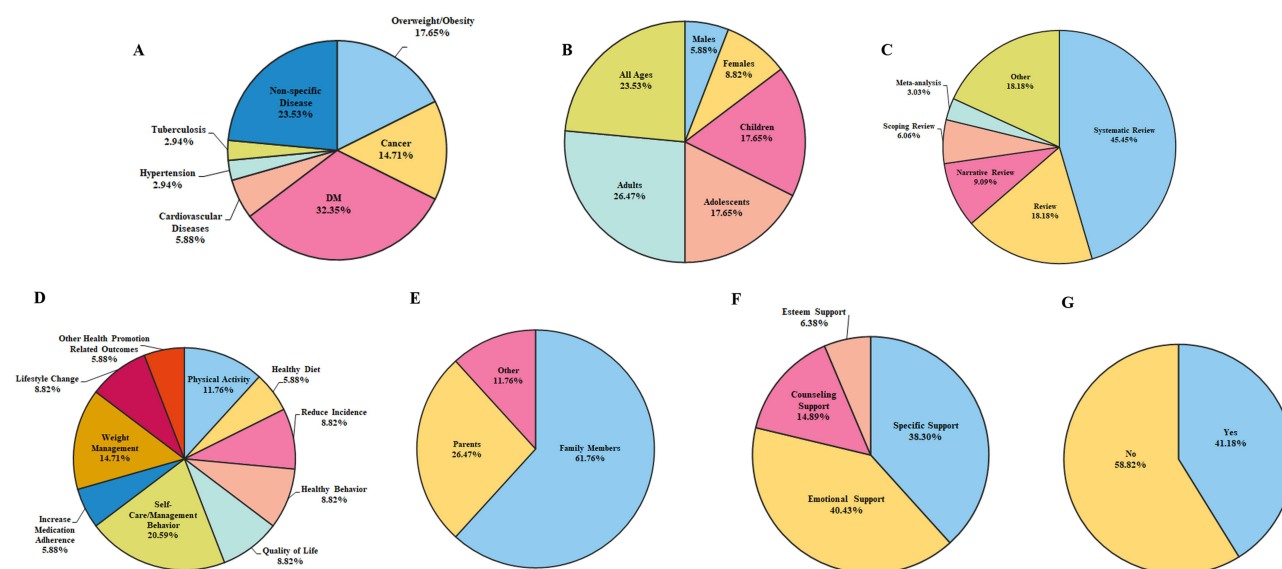 A
Overweight/Obesity
17.65%
Cancer
14.71%
DM
32.35%
Cardiovascular
Diseases
5.88%
Hypertension
2.94%
Tuberculosis
2.94%
Non-specific
Disease
23.53%
B
Males
5.88%
Females
8.82%
Children
17.65%
Adolescents
17.65%
Adults
26.47%
All Ages
23.53%
C
Systematic Review
45.45%
Review
18.18%
Narrative Review
9.09%
Scoping Review
6.06%
Meta-analysis
3.03%
Other
18.18%
D
Physical Activity
11.76%
Healthy Diet
5.88%
Reduce Incidence
8.82%
Healthy Behavior
8.82%
Quality of Life
8.82%
Self-
Care/Management
Behavior
20.59%
Increase
Medication
Adherence
5.88%
Weight
Management
14.71%
Lifestyle Change
8.82%
Other Health Promotion
Related Outcomes
5.88%
E
Family Members
61.76%
Parents
26.47%
Other
11.76%
F
Specific Support
38.30%
Emotional Support
40.43%
Counseling
Support
14.89%
Esteem Support
6.38%
G
Yes
41.18%
No
58.82%